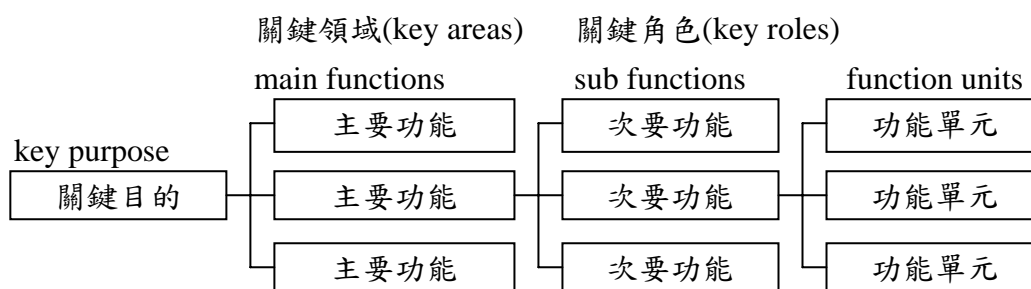 關鍵領域(key areas) 關鍵角色(key roles)
main functions sub functions function units
主要功能 次要功能 功能單元
key purpose
關鍵目的 主要功能 次要功能 功能單元
主要功能 次要功能 功能單元